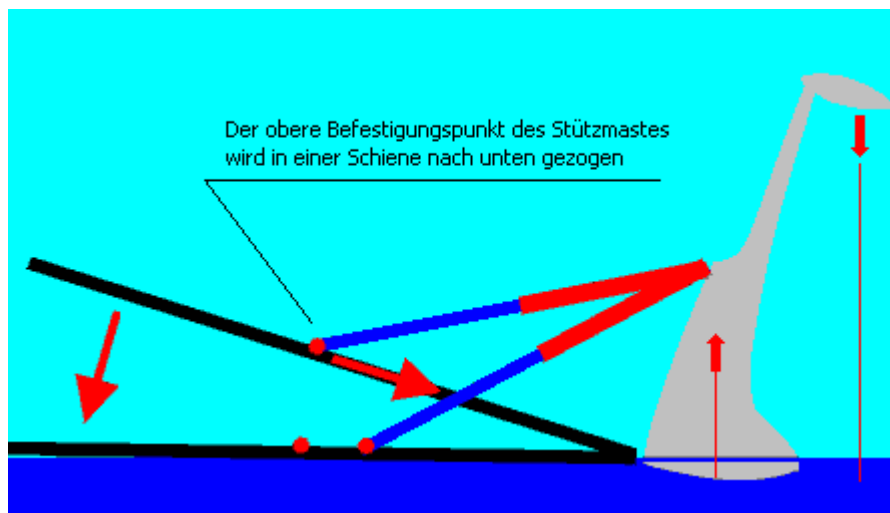 Der obere Befestigungspunkt des Stützmastes
wird in einer Schiene nach unten gezogen